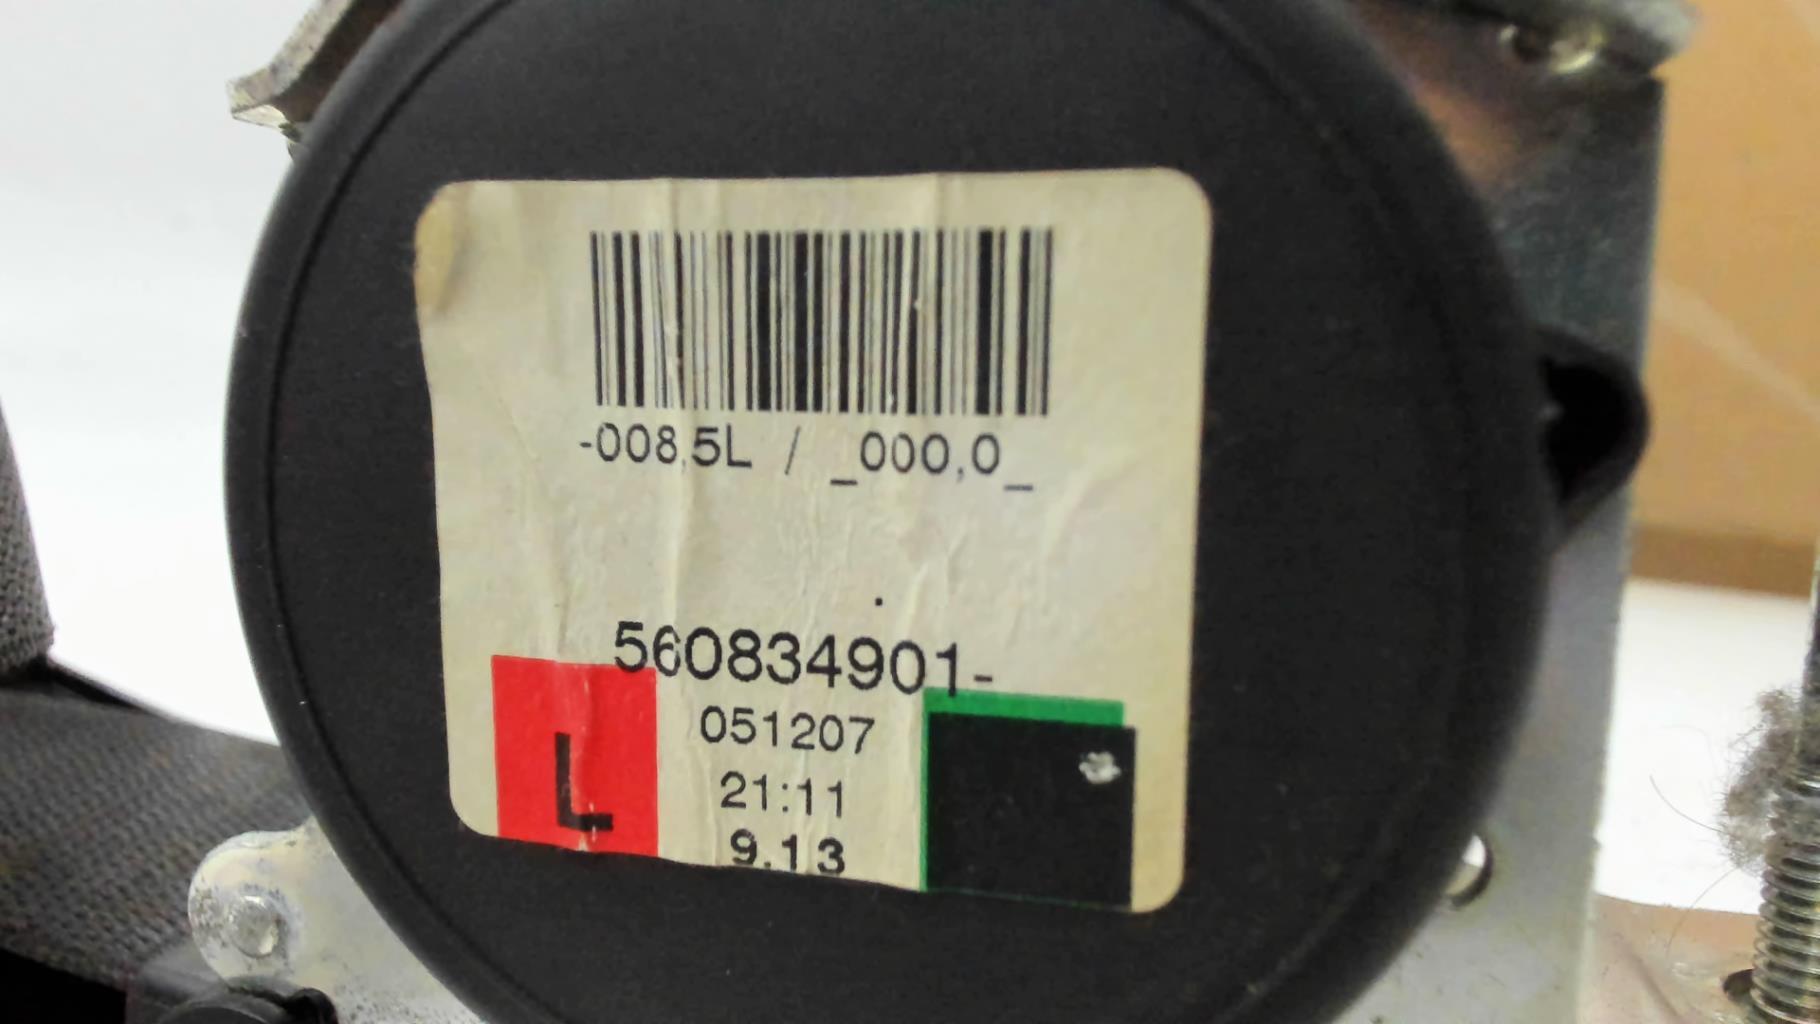 -008,5L / _000,0_
560834901-
051207
L
21:11
9.13